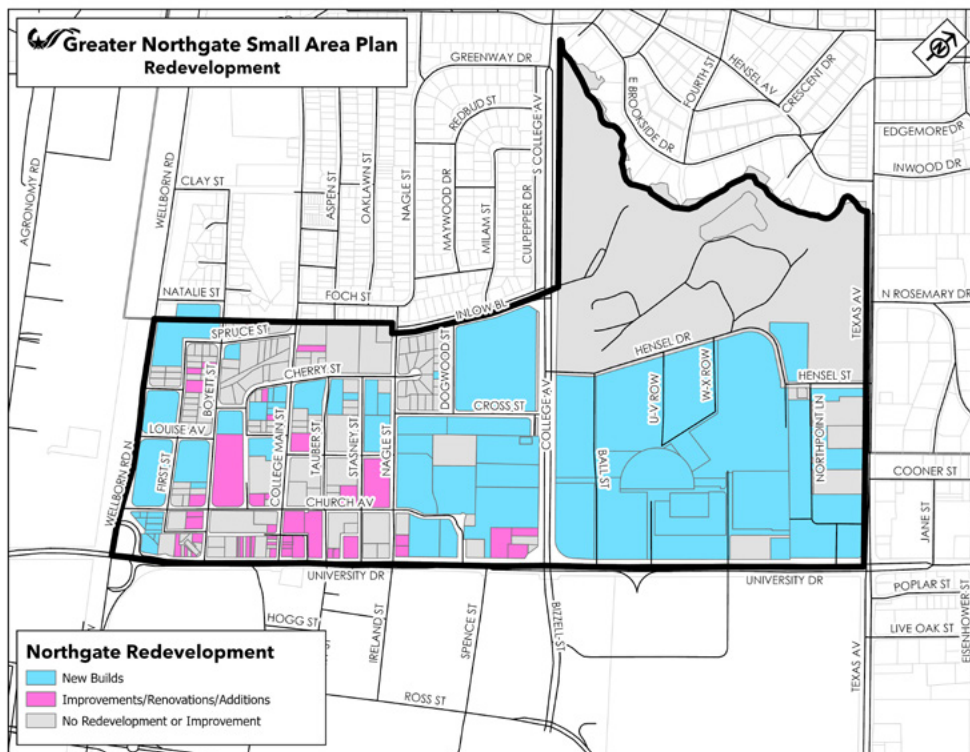 Greater Northgate Small Area Plan
Redevelopment
N
GREENWAY DR
REDBUD ST
S COLLEGE AV
E BROOKSIDE DR
FOURTH ST
HENSEL AV
CRESCENT DR
EDGEMORE DR
INWOOD DR
AGRONOMY RD
WELLBORN RD
CLAY ST
ASPEN ST
OAKLAWN ST
NAGLE ST
MAYWOOD DR
MILAM ST
CULPEPPER DR
NATALIE ST
FOCH ST
INLOW BL
TEXAS AV
N ROSEMARY DR
SPRUCE ST
BOYETT ST
CHERRY ST
DOGWOOD ST
HENSEL DR
W-X ROW
U-V ROW
HENSEL ST
CROSS ST
COLLEGE AV
LOUISE AV
FIRST ST
COLLEGE MAIN ST
TAUBER ST
STASNEY ST
NAGLE ST
BALL ST
NORTHPOINT LN
COONER ST
WELLBORN RD N
CHURCH AV
JANE ST
UNIVERSITY DR
UNIVERSITY DR
POPLAR ST
LIVE OAK ST
EISENHOWER ST
HOGG ST
IRELAND ST
SPENCE ST
BIZZELL ST
TEXAS AV
ROSS ST
Northgate Redevelopment
New Builds
Improvements/Renovations/Additions
No Redevelopment or Improvement